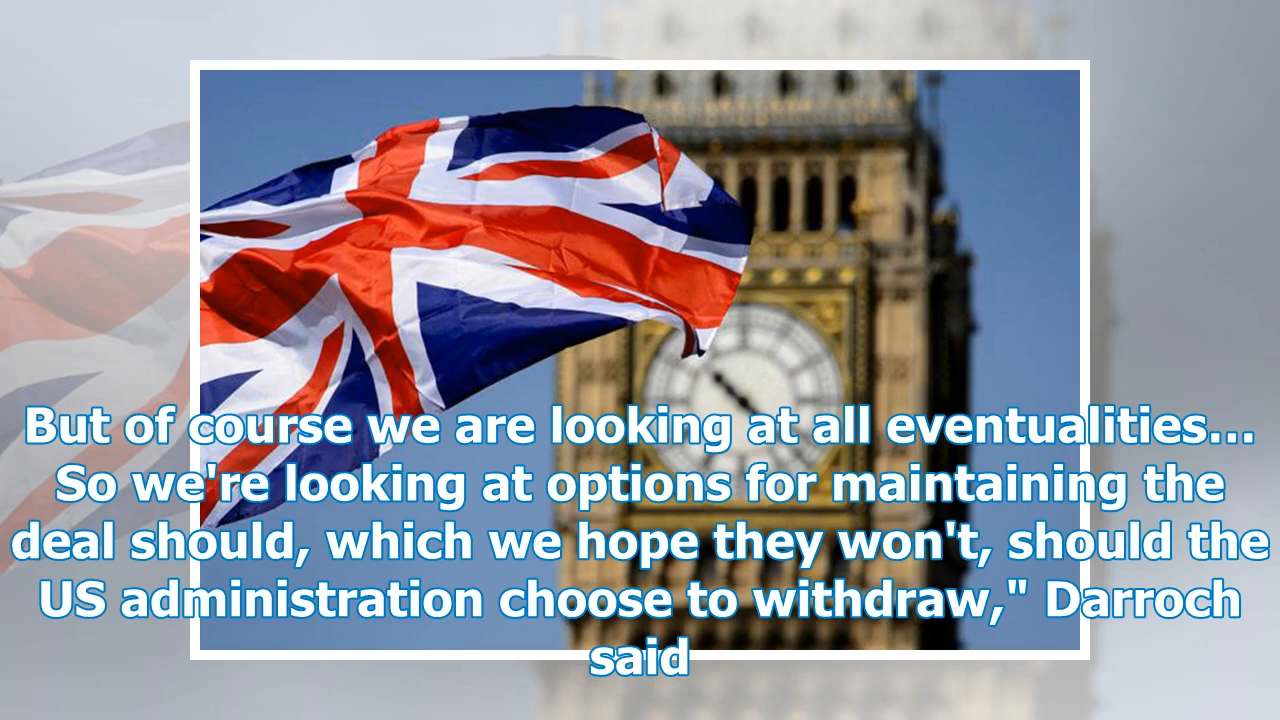 But of course we are looking at all eventualities...
So we're looking at options for maintaining the
deal should, which we hope they won't, should the
US administration choose to withdraw," Darroch
said